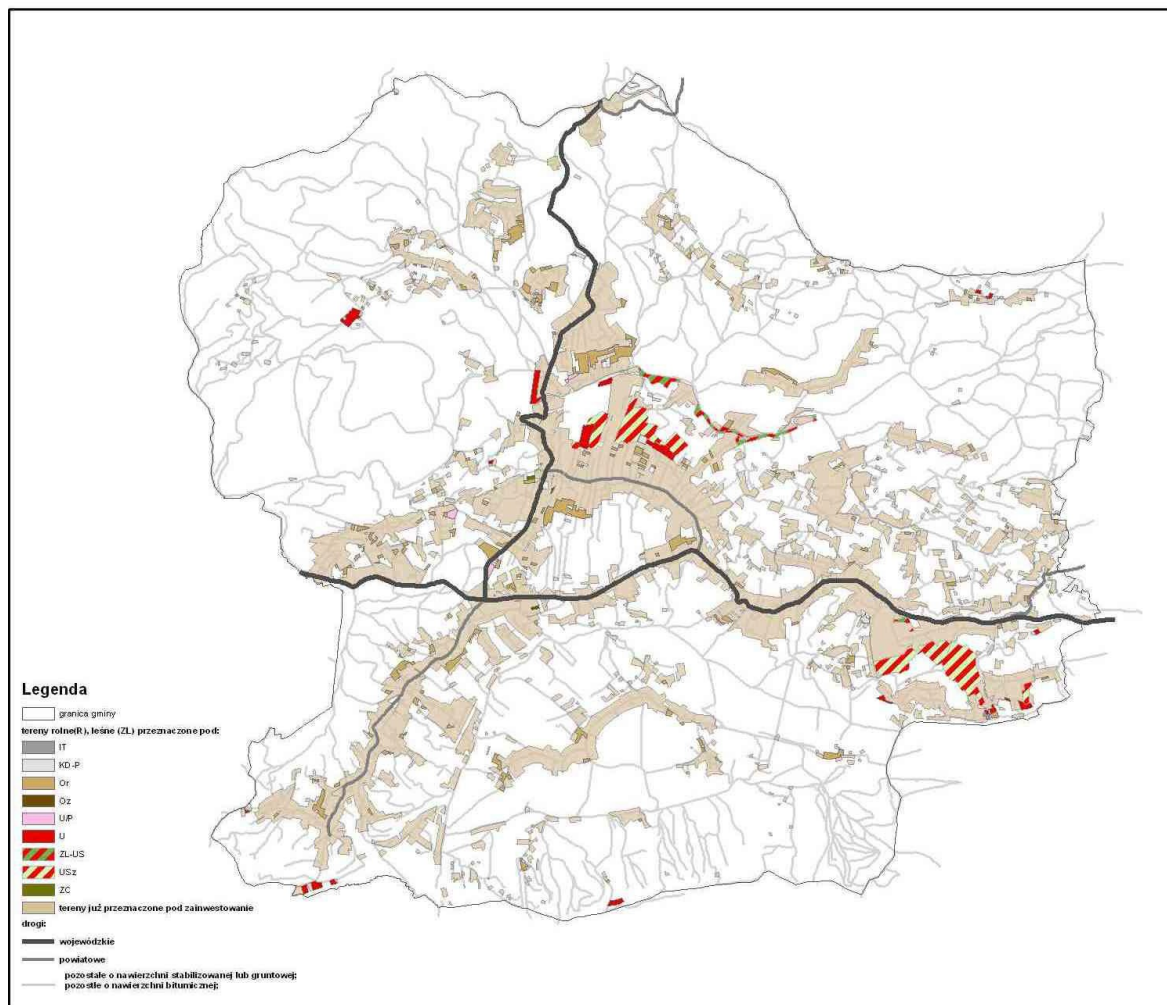 Legenda
granica gminy
tereny rolne(R), leśne (ZL) przeznaczone pod:
IT
KD-P
Or
Oz
U/P
U
ZL-US
USz
ZC
tereny już przeznaczone pod zainwestowanie
drogi:
wojewódzkie
powiatowe
pozostałe o nawierzchni stabilizowanej lub gruntowej;
pozostłe o nawierzchni bitumicznej;